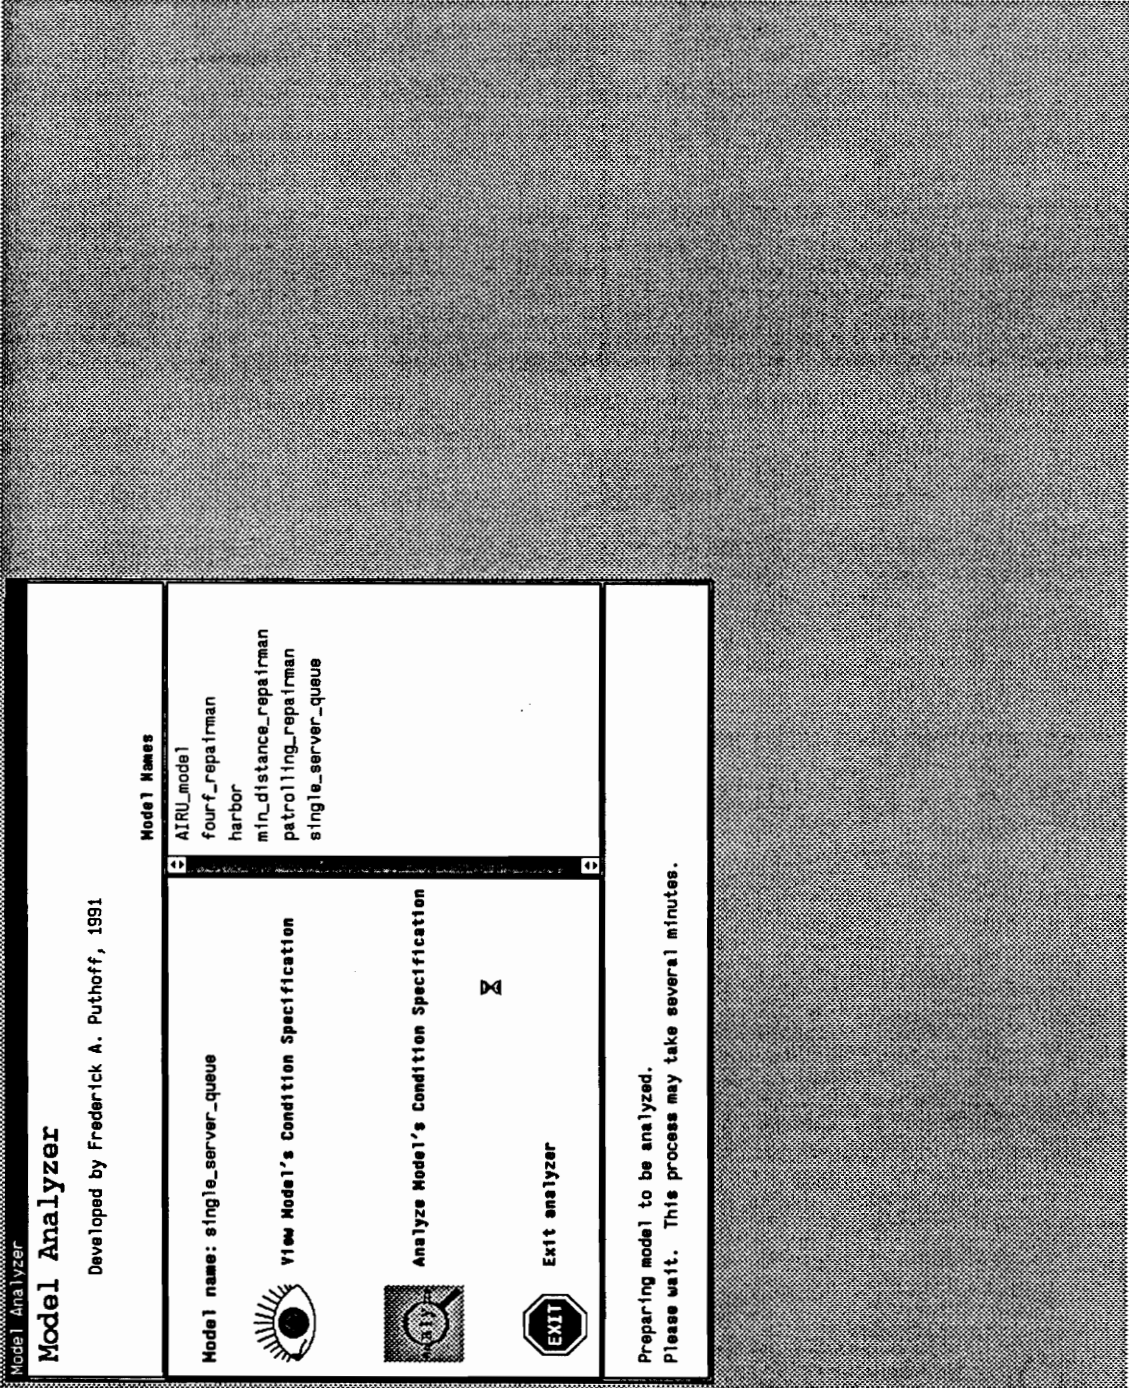 Model Analyzer
Model Analyzer
Developed by Frederick A. Puthoff, 1991
Model Names
Model name: single_server_queue
View Model's Condition Specification
Analyze Model's Condition Specification
EXIT
Exit analyzer
AIRU_model
fourf_repairman
harbor
min_distance_repairman
patrolling_repairman
single_server_queue
Preparing model to be analyzed.
Please wait.  This process may take several minutes.